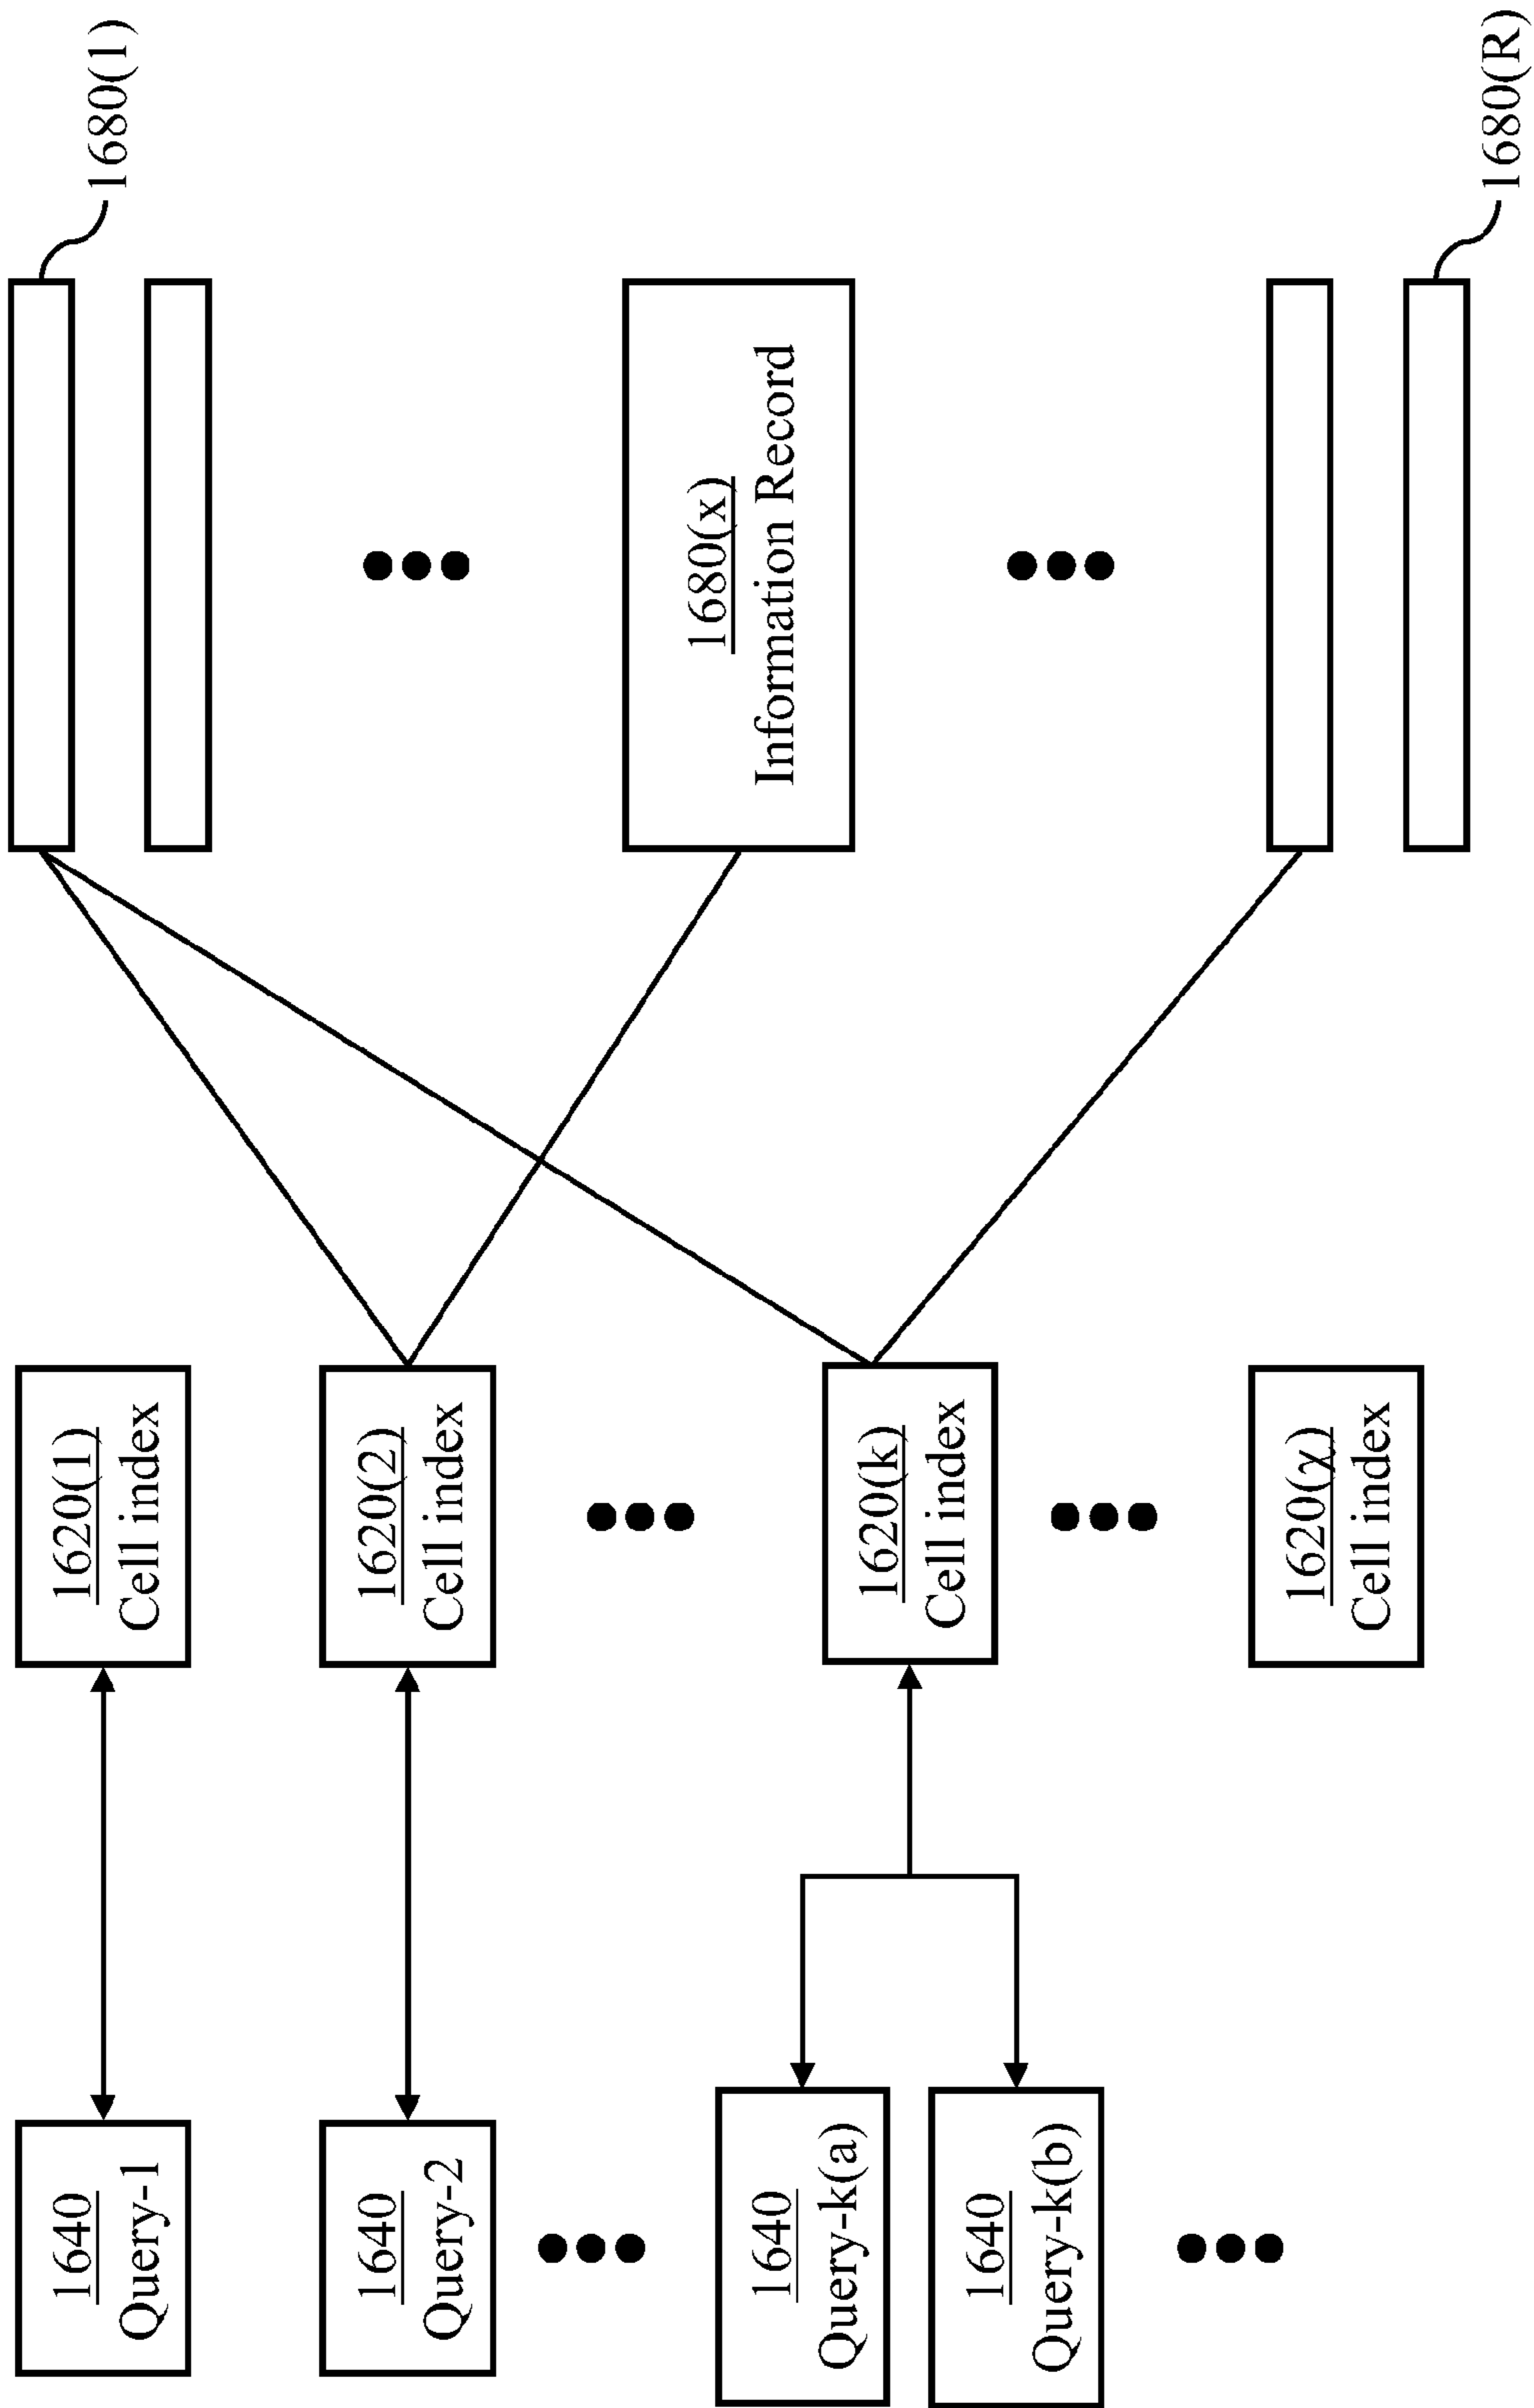 1640
Query-1
1640
Query-2
1640
Query-k(a)
1640
Query-k(b)
1620(1)
Cell index
1620(2)
Cell index
1620(k)
Cell index
1620(χ)
Cell index
1680(1)
1680(x)
Information Record
1680(R)